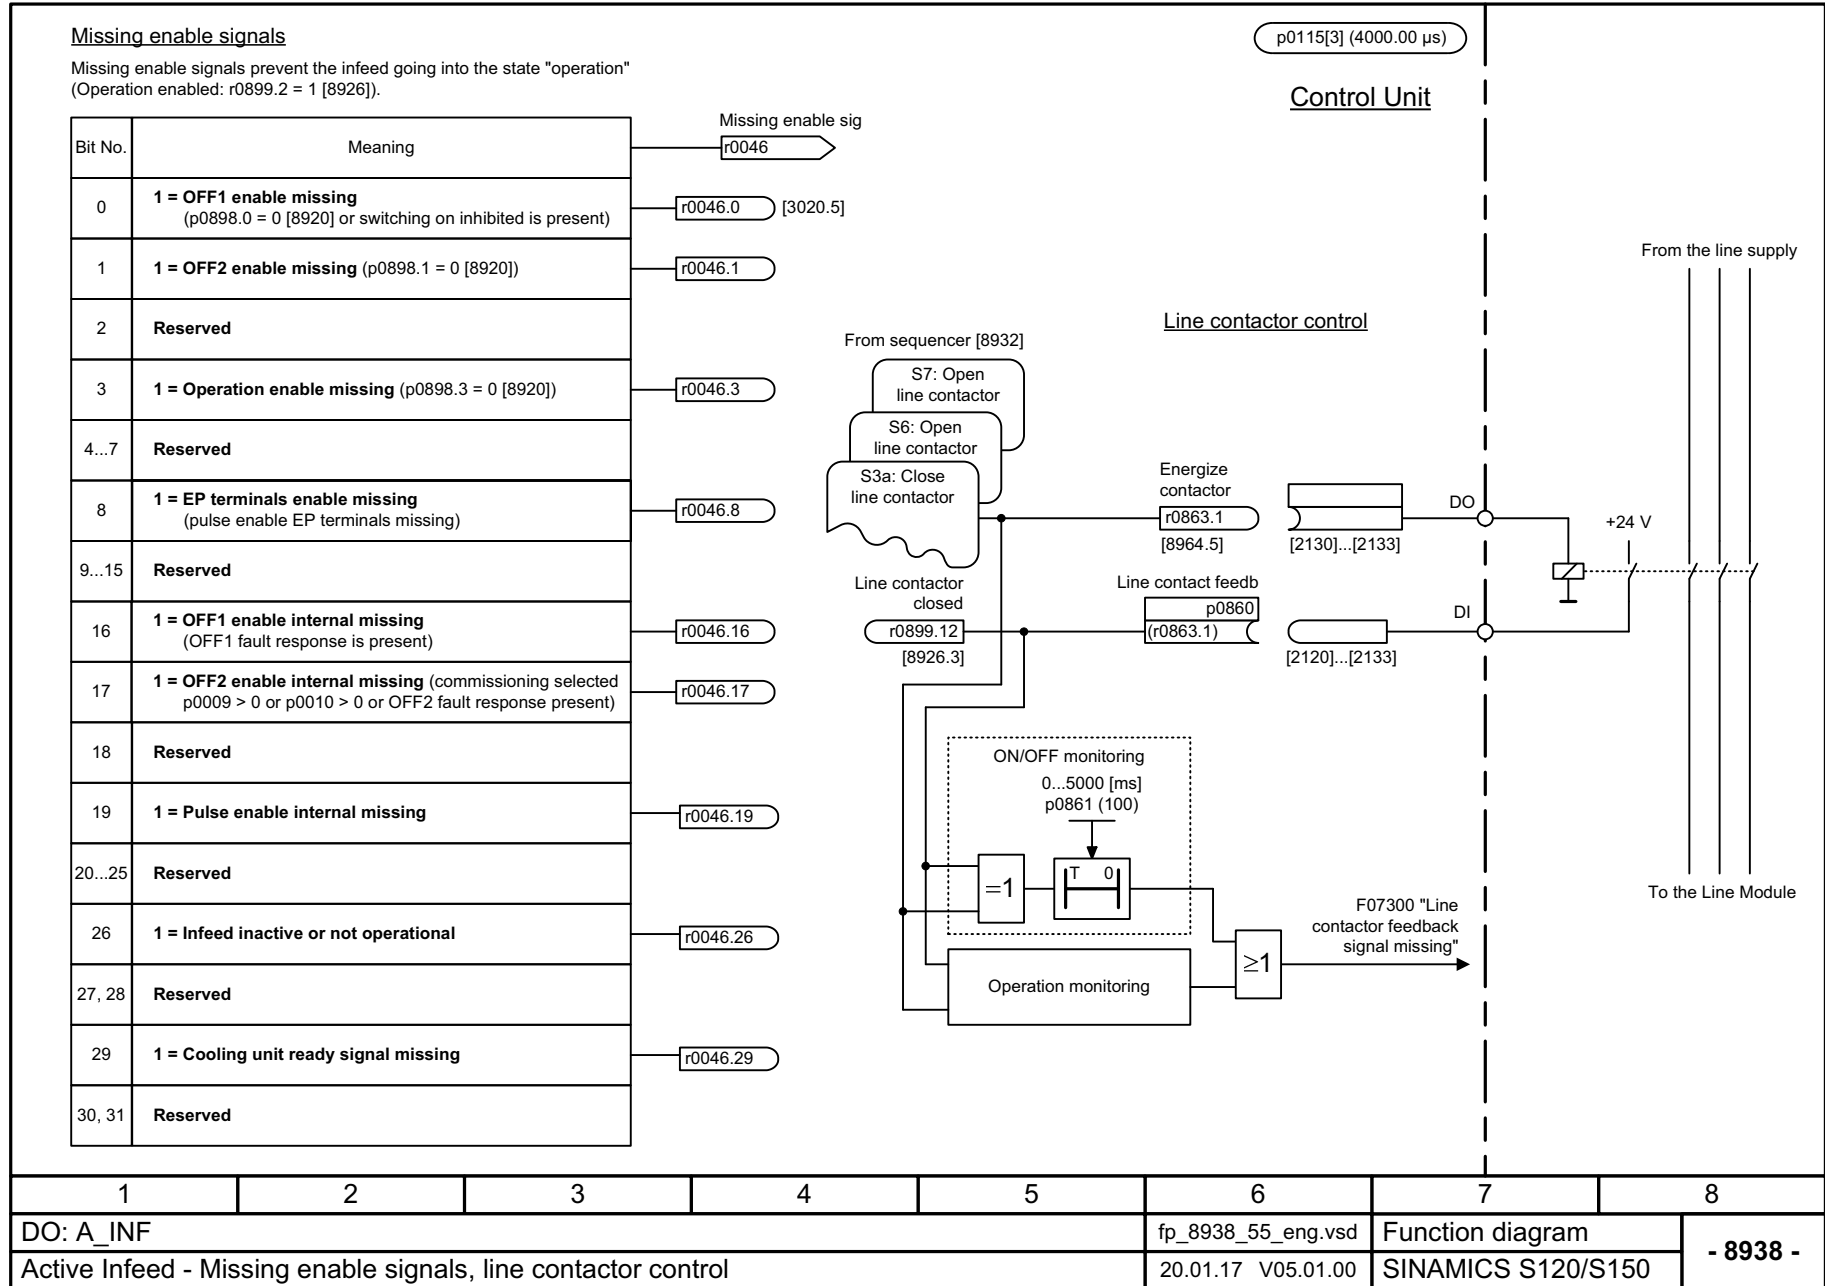 Missing enable signals
Missing enable signals prevent the infeed going into the state "operation"
(Operation enabled: r0899.2 = 1 [8926]).
p0115[3] (4000.00 µs)
Control Unit
Bit No.
Meaning
Missing enable sig
r0046
0
1 = OFF1 enable missing
(p0898.0 = 0 [8920] or switching on inhibited is present)
r0046.0
[3020.5]
1
1 = OFF2 enable missing (p0898.1 = 0 [8920])
r0046.1
2
Reserved
3
1 = Operation enable missing (p0898.3 = 0 [8920])
r0046.3
4...7
Reserved
8
1 = EP terminals enable missing
(pulse enable EP terminals missing)
r0046.8
9...15
Reserved
16
1 = OFF1 enable internal missing
(OFF1 fault response is present)
r0046.16
17
1 = OFF2 enable internal missing (commissioning selected
p0009 > 0 or p0010 > 0 or OFF2 fault response present)
r0046.17
18
Reserved
19
1 = Pulse enable internal missing
r0046.19
20...25
Reserved
26
1 = Infeed inactive or not operational
r0046.26
27, 28
Reserved
29
1 = Cooling unit ready signal missing
r0046.29
30, 31
Reserved
Line contactor control
From sequencer [8932]
S7: Open
line contactor
S6: Open
line contactor
S3a: Close
line contactor
Energize
contactor
r0863.1
[8964.5]
[2130]...[2133]
DO
+24 V
From the line supply
Line contactor
closed
r0899.12
[8926.3]
Line contact feedb
p0860
(r0863.1)
[2120]...[2133]
DI
ON/OFF monitoring
0...5000 [ms]
p0861 (100)
=1
T 0
Operation monitoring
≥1
F07300 "Line
contactor feedback
signal missing"
To the Line Module
1 2 3 4 5 6 7 8
DO: A_INF
fp_8938_55_eng.vsd
Function diagram
- 8938 -
Active Infeed - Missing enable signals, line contactor control
20.01.17 V05.01.00
SINAMICS S120/S150